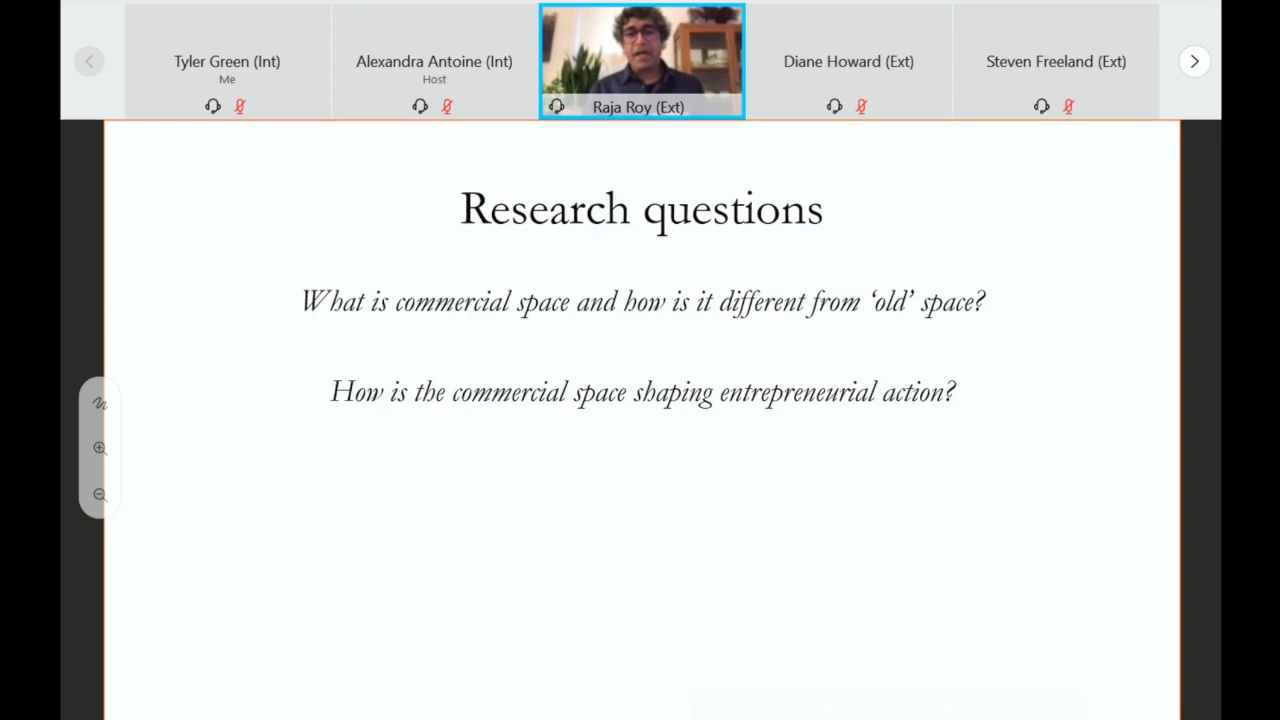 Tyler Green (Int)
Me
Alexandra Antoine (Int)
Host
Raja Roy (Ext)
Diane Howard (Ext)
Steven Freeland (Ext)
Research questions
What is commercial space and how is it different from ‘old’ space?
How is the commercial space shaping entrepreneurial action?